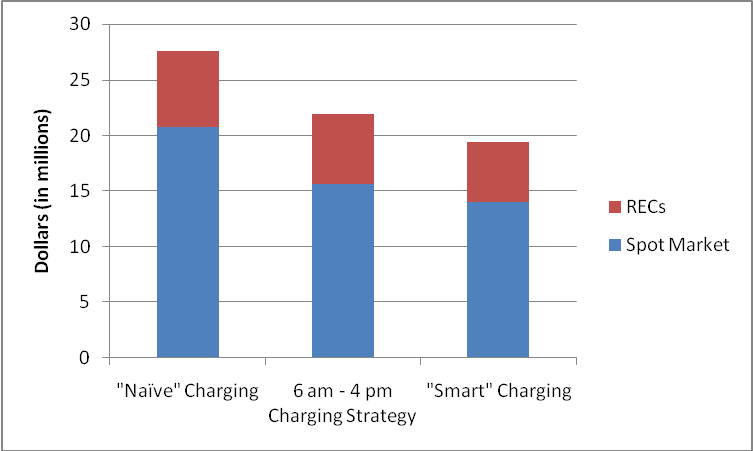 30
25
20
15
10
5
0
Dollars (in millions)
"Naïve" Charging
6 am - 4 pm
"Smart" Charging
Charging Strategy
RECs
Spot Market